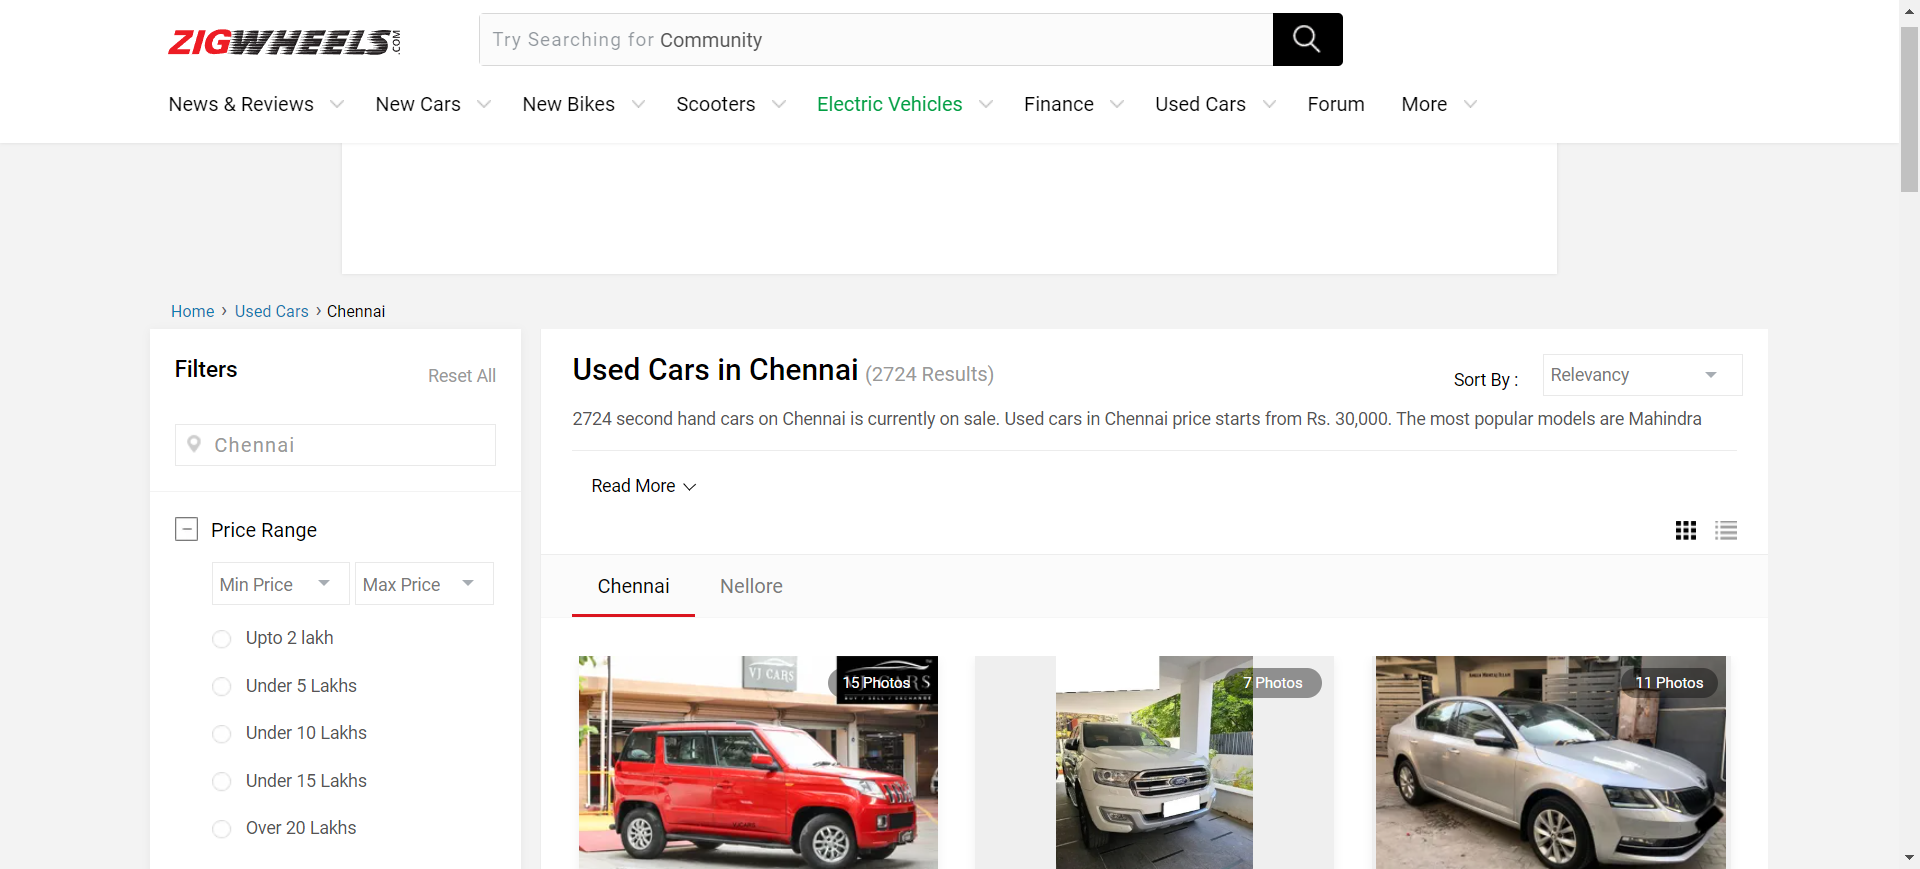 ZIGWHEELS.COM
Try Searching for Community
News & Reviews
New Cars
New Bikes
Scooters
Electric Vehicles
Finance
Used Cars
Forum
More
Home › Used Cars › Chennai
Filters
Reset All
Chennai
Price Range
Min Price
Max Price
Upto 2 lakh
Under 5 Lakhs
Under 10 Lakhs
Under 15 Lakhs
Over 20 Lakhs
Used Cars in Chennai (2724 Results)
Sort By :
Relevancy
2724 second hand cars on Chennai is currently on sale. Used cars in Chennai price starts from Rs. 30,000. The most popular models are Mahindra
Read More
Chennai
Nellore
VJ CARS
15 Photos
7 Photos
11 Photos